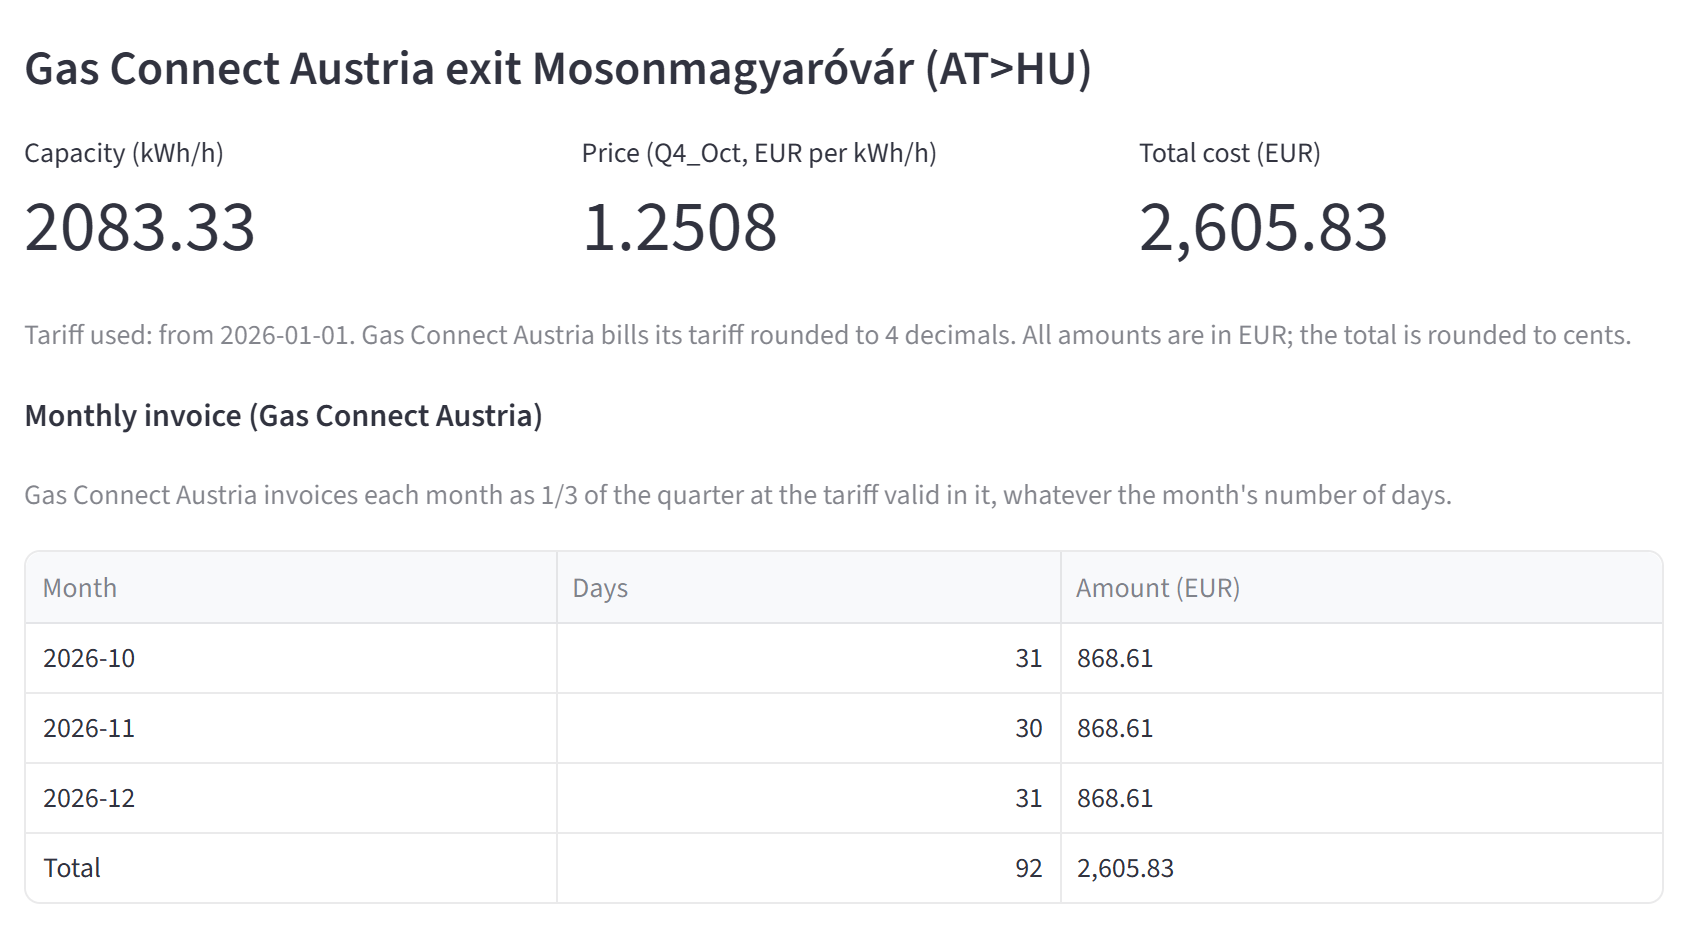 Gas Connect Austria exit Mosonmagyaróvár (AT>HU)
Capacity (kWh/h) Price (Q4_Oct, EUR per kWh/h) Total cost (EUR)
2083.33 1.2508 2,605.83
Tariff used: from 2026-01-01. Gas Connect Austria bills its tariff rounded to 4 decimals. All amounts are in EUR; the total is rounded to cents.
Monthly invoice (Gas Connect Austria)
Gas Connect Austria invoices each month as 1/3 of the quarter at the tariff valid in it, whatever the month's number of days.
Month Days Amount (EUR)
2026-10 31 868.61
2026-11 30 868.61
2026-12 31 868.61
Total 92 2,605.83